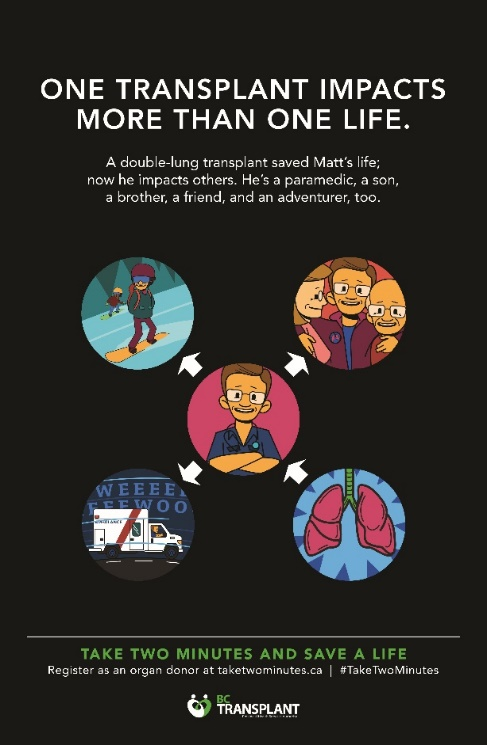 ONE TRANSPLANT IMPACTS
MORE THAN ONE LIFE.
A double-lung transplant saved Matt's life;
now he impacts others. He's a paramedic, a son,
a brother, a friend, and an adventurer, too.
WEEEEE
EEEWOO
AMBULANCE
TAKE TWO MINUTES AND SAVE A LIFE
Register as an organ donor at taketwominutes.ca | #TakeTwoMinutes
BC
TRANSPLANT